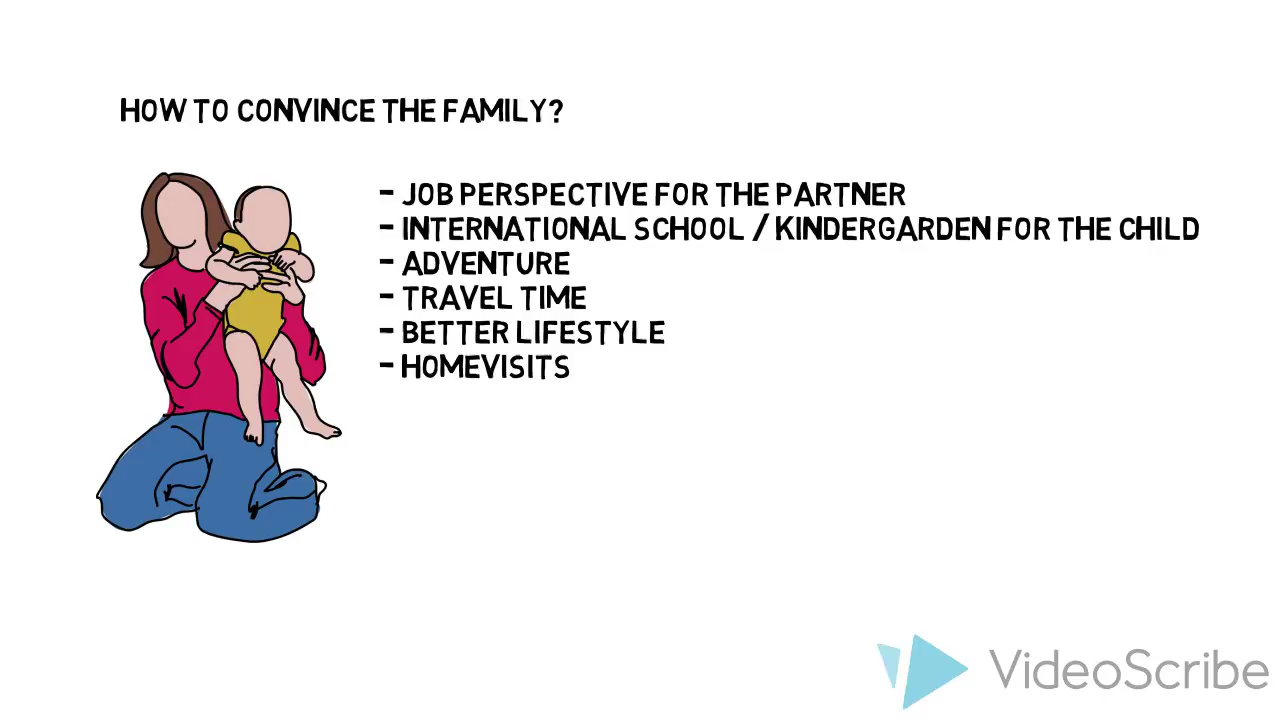 HOW TO CONVINCE THE FAMILY?
- JOB PERSPECTIVE FOR THE PARTNER
- INTERNATIONAL SCHOOL / KINDERGARDEN FOR THE CHILD
- ADVENTURE
- TRAVEL TIME
- BETTER LIFESTYLE
- HOMEVISITS
VideoScribe